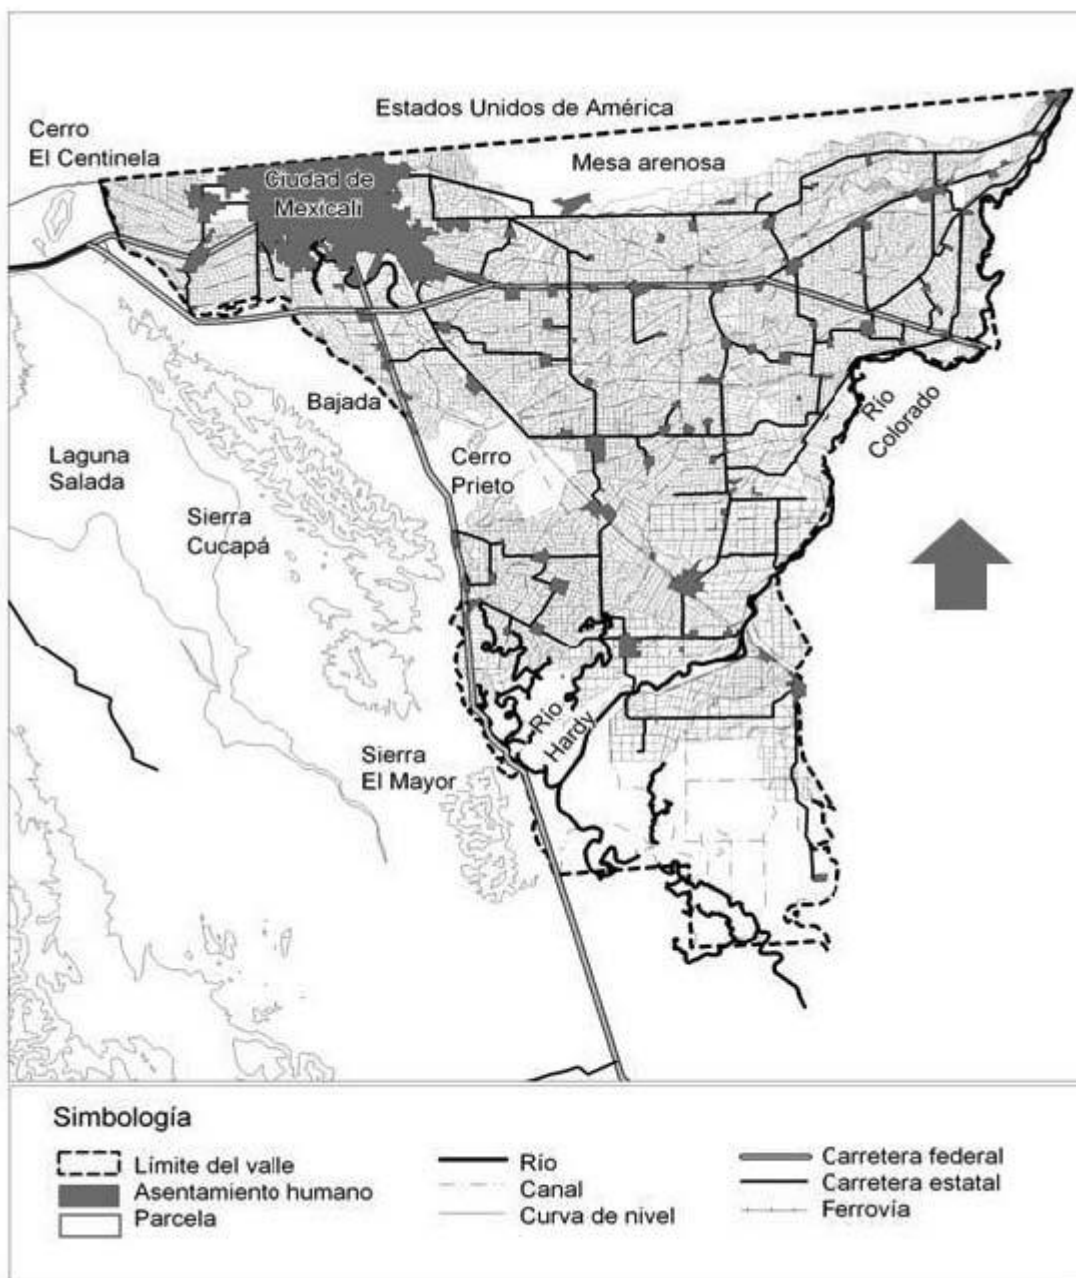 Estados Unidos de América
Cerro
El Centinela
Mesa arenosa
Ciudad de
Mexicali
Bajada
Río
Colorado
Laguna
Salada
Cerro
Prieto
Sierra
Cucapá
Río
Hardy
Sierra
El Mayor
Simbología
Límite del valle
Asentamiento humano
Parcela
Río
Canal
Curva de nivel
Carretera federal
Carretera estatal
Ferrovía